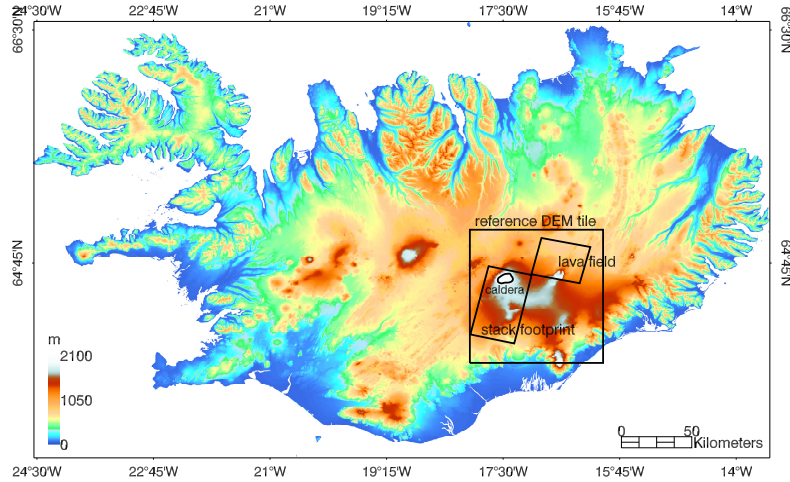 24°30'W 22°45'W 21°W 19°15'W 17°30'W 15°45'W 14°W
66°30'N 66°30'N
reference DEM tile
64°45'N lava field 64°45'N
caldera
stack footprint
m
2100
1050
0
0 50
Kilometers
24°30'W 22°45'W 21°W 19°15'W 17°30'W 15°45'W 14°W